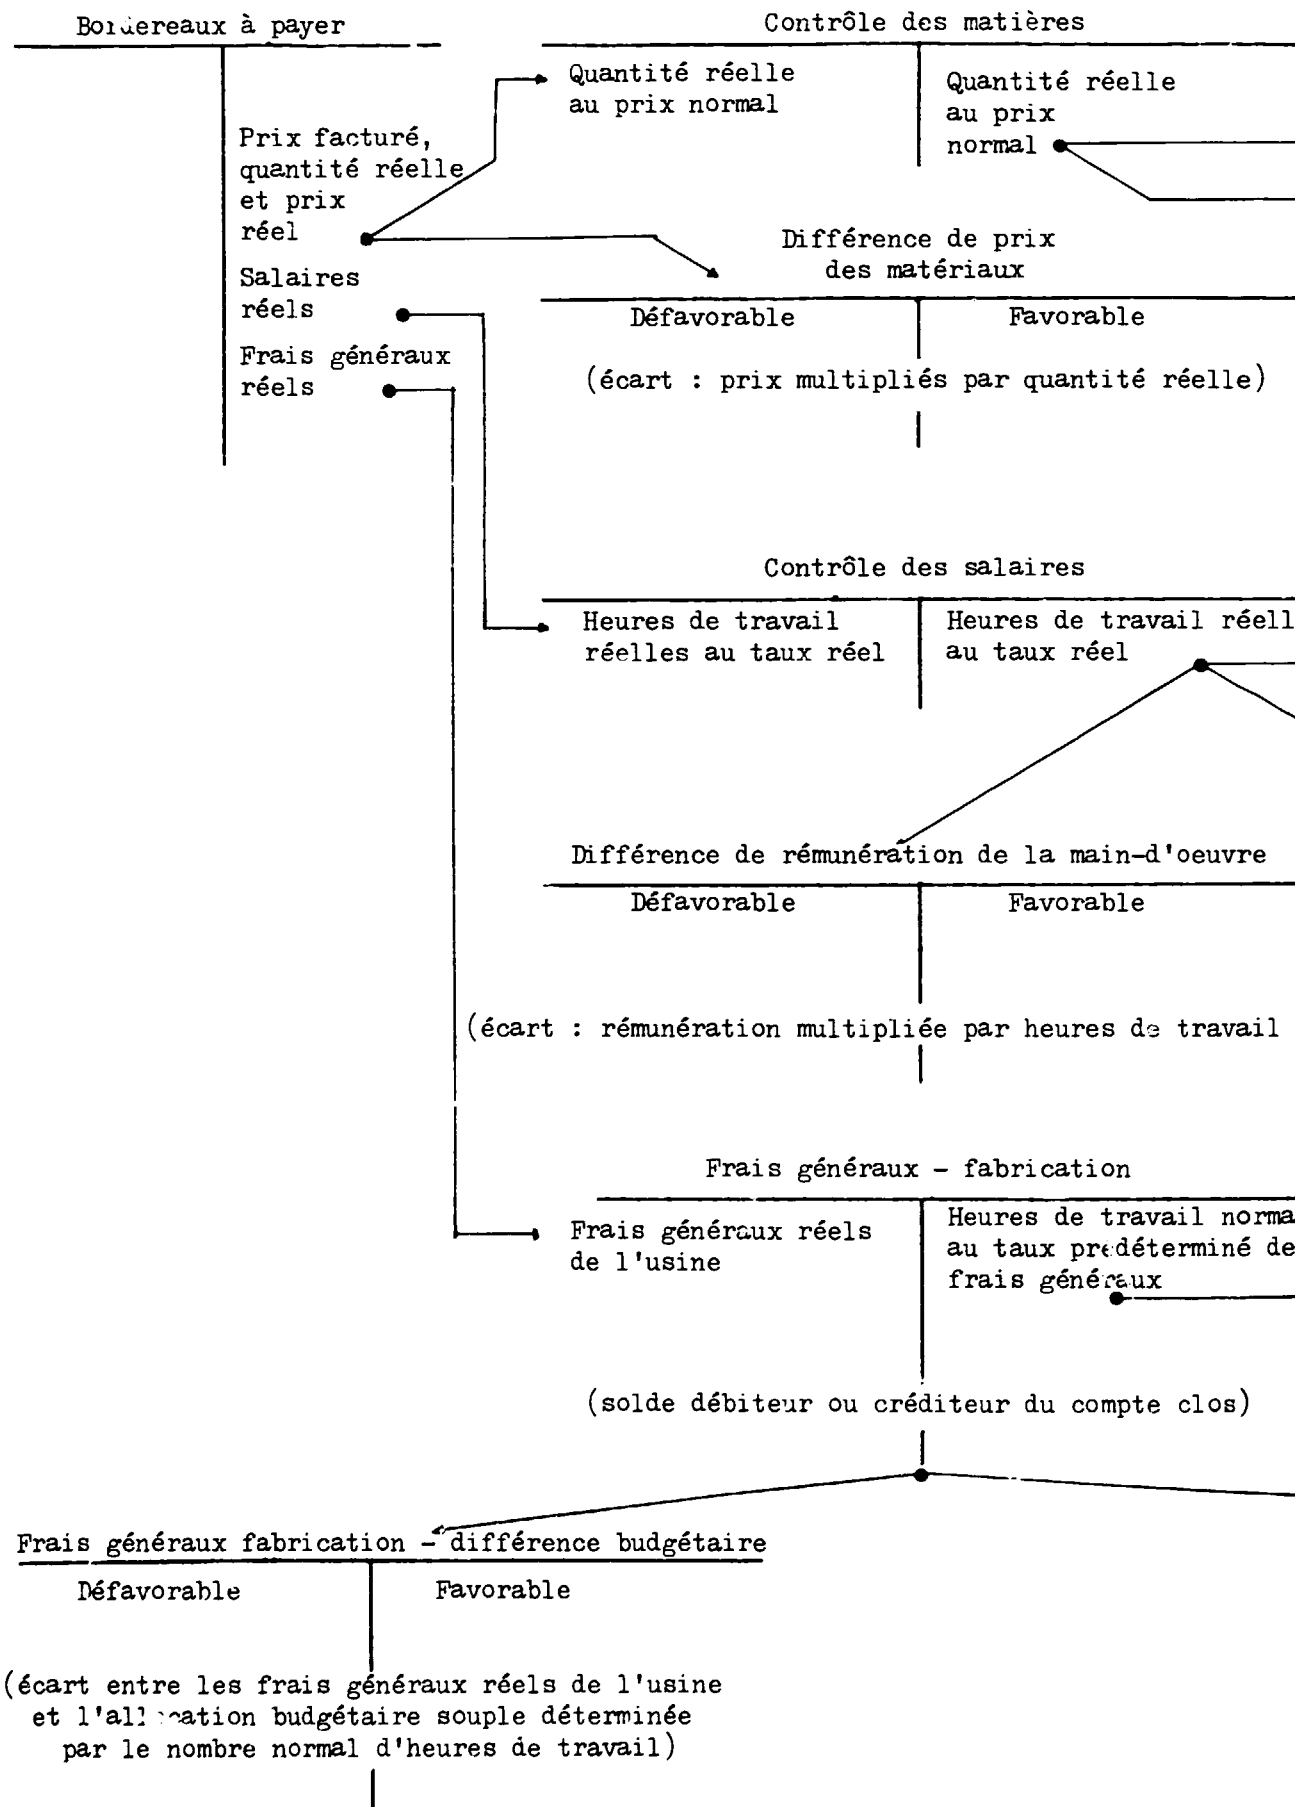 Bordereaux à payer
Contrôle des matières
Quantité réelle
au prix normal
Quantité réelle
au prix
normal
Prix facturé,
quantité réelle
et prix
réel
Salaires
réels
Frais généraux
réels
Différence de prix
des matériaux
Défavorable
Favorable
(écart : prix multipliés par quantité réelle)
Contrôle des salaires
Heures de travail
réelles au taux réel
Heures de travail réell
au taux réel
Différence de rémunération de la main-d'oeuvre
Défavorable
Favorable
(écart : rémunération multipliée par heures de travail
Frais généraux - fabrication
Frais généraux réels
de l'usine
Heures de travail norma
au taux prédéterminé de
frais généraux
(solde débiteur ou créditeur du compte clos)
Frais généraux fabrication - différence budgétaire
Défavorable
Favorable
(écart entre les frais généraux réels de l'usine
et l'allocation budgétaire souple déterminée
par le nombre normal d'heures de travail)